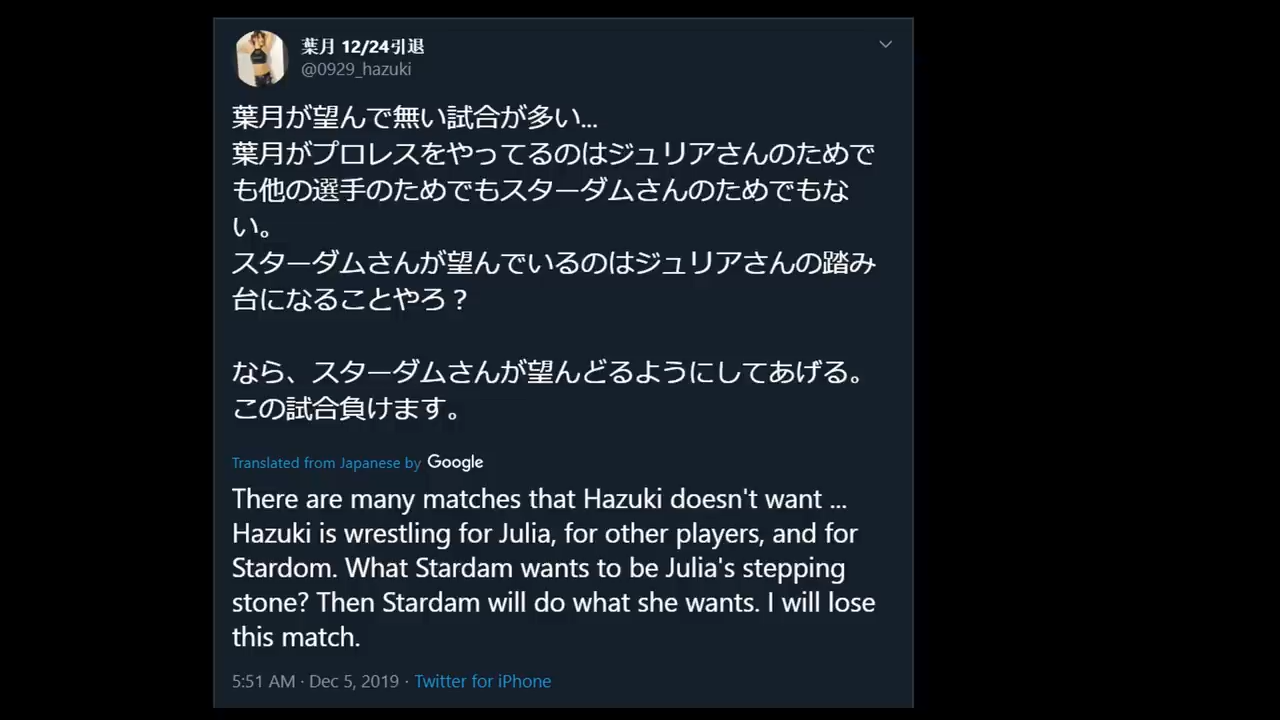 葉月 12/24引退
@0929_hazuki
葉月が望んで無い試合が多い...
葉月がプロレスをやってるのはジュリアさんのためで
も他の選手のためでもスターダムさんのためでもな
い。
スターダムさんが望んでいるのはジュリアさんの踏み
台になることやろ？
なら、スターダムさんが望んどるようにしてあげる。
この試合負けます。
Translated from Japanese by Google
There are many matches that Hazuki doesn't want ...
Hazuki is wrestling for Julia, for other players, and for
Stardom. What Stardam wants to be Julia's stepping
stone? Then Stardam will do what she wants. I will lose
this match.
5:51 AM · Dec 5, 2019 · Twitter for iPhone